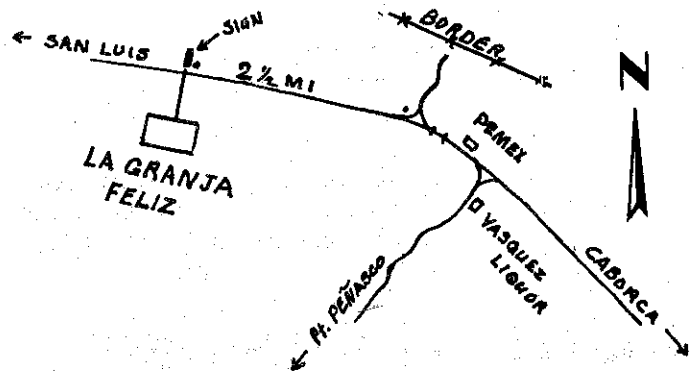 SIGN
BORDER
← SAN LUIS
2 ½ MI
N
PEMEX
LA GRANJA
FELIZ
VASQUEZ
LIQUOR
CABORCA →
← Pt. PEÑASCO